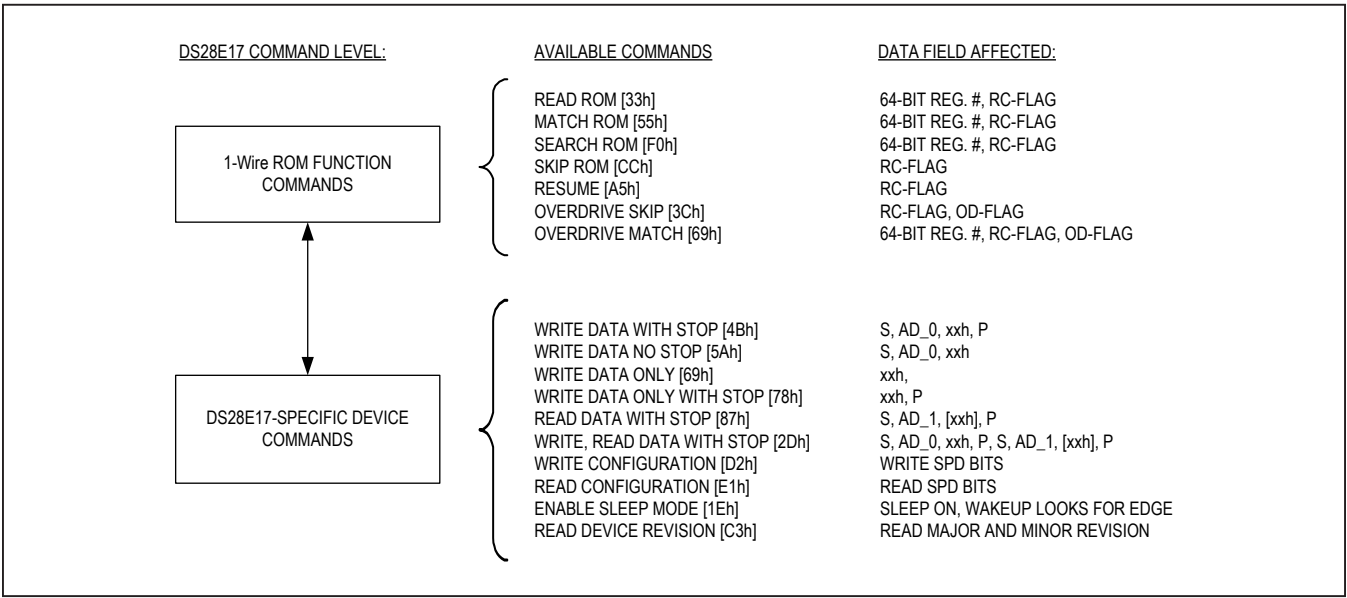 DS28E17 COMMAND LEVEL: AVAILABLE COMMANDS DATA FIELD AFFECTED:
1-Wire ROM FUNCTION
COMMANDS
READ ROM [33h] 64-BIT REG. #, RC-FLAG
MATCH ROM [55h] 64-BIT REG. #, RC-FLAG
SEARCH ROM [F0h] 64-BIT REG. #, RC-FLAG
SKIP ROM [CCh] RC-FLAG
RESUME [A5h] RC-FLAG
OVERDRIVE SKIP [3Ch] RC-FLAG, OD-FLAG
OVERDRIVE MATCH [69h] 64-BIT REG. #, RC-FLAG, OD-FLAG
DS28E17-SPECIFIC DEVICE
COMMANDS
WRITE DATA WITH STOP [4Bh] S, AD_0, xxh, P
WRITE DATA NO STOP [5Ah] S, AD_0, xxh
WRITE DATA ONLY [69h] xxh,
WRITE DATA ONLY WITH STOP [78h] xxh, P
READ DATA WITH STOP [87h] S, AD_1, [xxh], P
WRITE, READ DATA WITH STOP [2Dh] S, AD_0, xxh, P, S, AD_1, [xxh], P
WRITE CONFIGURATION [D2h] WRITE SPD BITS
READ CONFIGURATION [E1h] READ SPD BITS
ENABLE SLEEP MODE [1Eh] SLEEP ON, WAKEUP LOOKS FOR EDGE
READ DEVICE REVISION [C3h] READ MAJOR AND MINOR REVISION